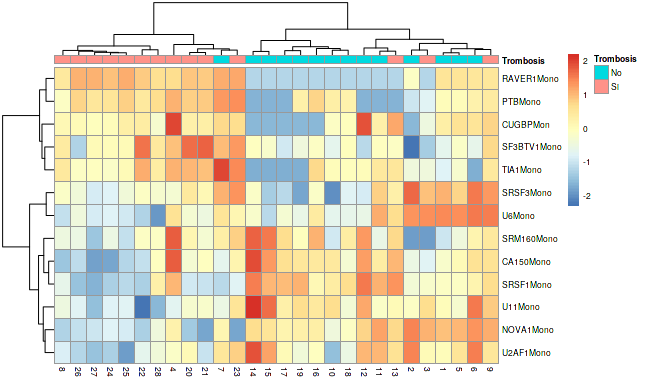 Trombosis
RAVER1Mono
PTBMono
CUGBPMon
SF3BTV1Mono
TIA1Mono
SRSF3Mono
U6Mono
SRM160Mono
CA150Mono
SRSF1Mono
U11Mono
NOVA1Mono
U2AF1Mono
8 26 27 24 25 22 28 4 20 21 7 23 14 15 17 19 16 10 18 12 11 13 2 3 1 5 6 9
2
1
0
-1
-2
Trombosis
No
SI